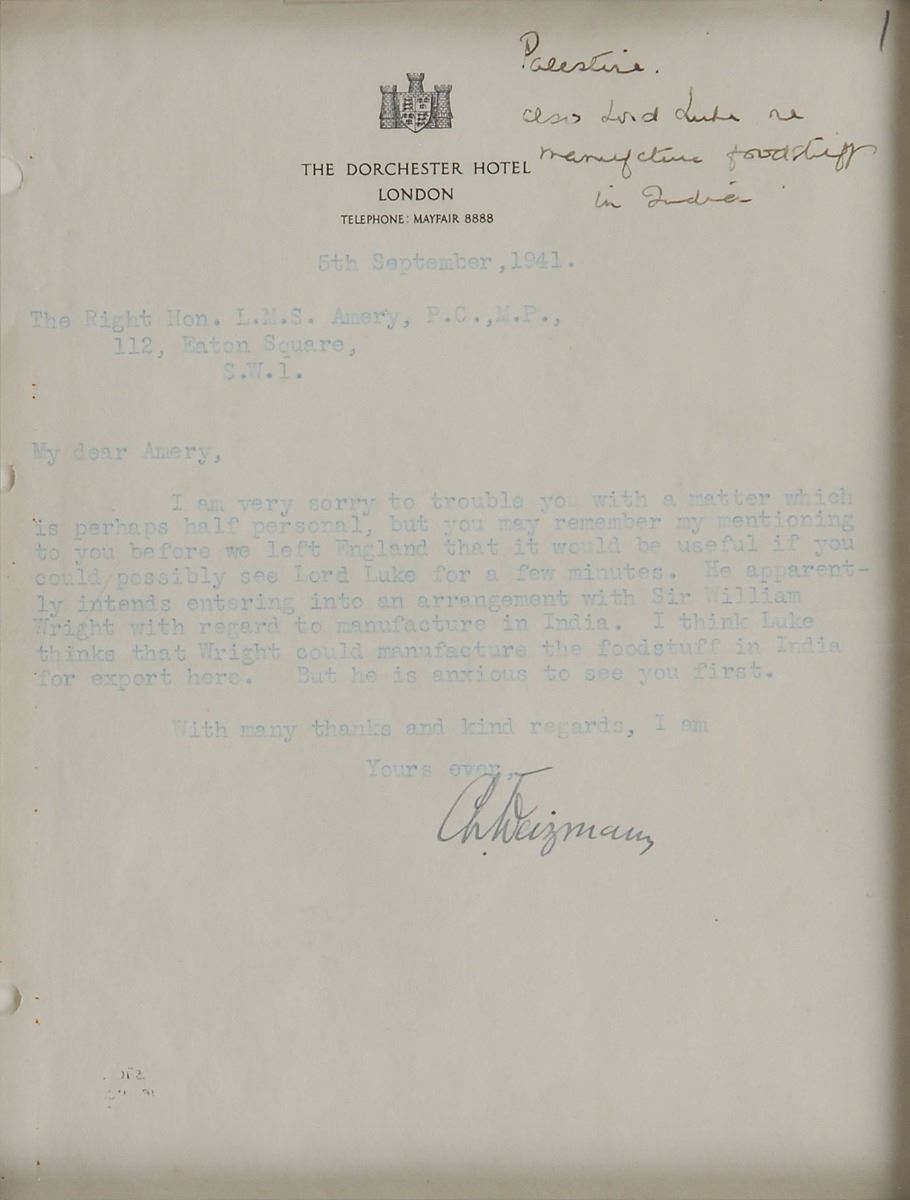 Palestine.
also Lord Luke re
manufacture foodstuff
in India
THE DORCHESTER HOTEL
LONDON
TELEPHONE: MAYFAIR 8888
5th September,1941.
The Right Hon. L.M.S. Amery, P.C.,M.P.,
112, Eaton Square,
S.W.1.
My dear Amery,
I am very sorry to trouble you with a matter which
is perhaps half personal, but you may remember my mentioning
to you before we left England that it would be useful if you
could possibly see Lord Luke for a few minutes. He apparent-
ly intends entering into an arrangement with Sir William
Wright with regard to manufacture in India. I think Luke
thinks that Wright could manufacture the foodstuff in India
for export here. But he is anxious to see you first.
With many thanks and kind regards, I am
Yours ever,
Ch Weizmann